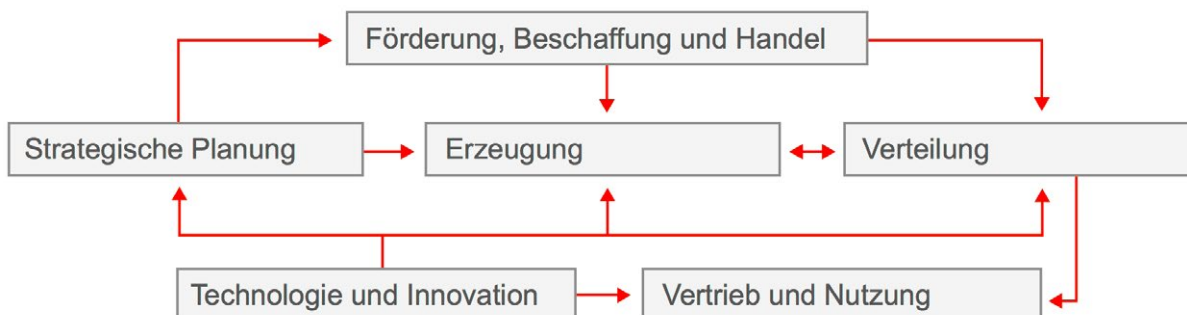 Förderung, Beschaffung und Handel
Strategische Planung
Erzeugung
Verteilung
Technologie und Innovation
Vertrieb und Nutzung